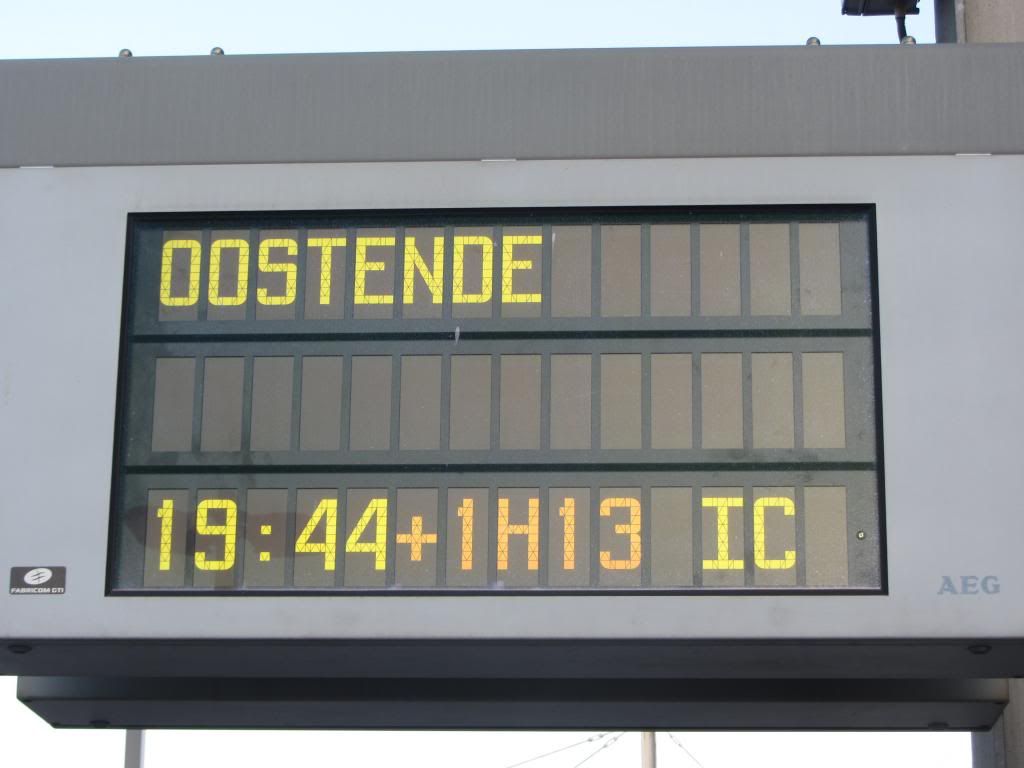 OOSTENDE
19:44+1H13 IC
FABRICOM GTI
AEG